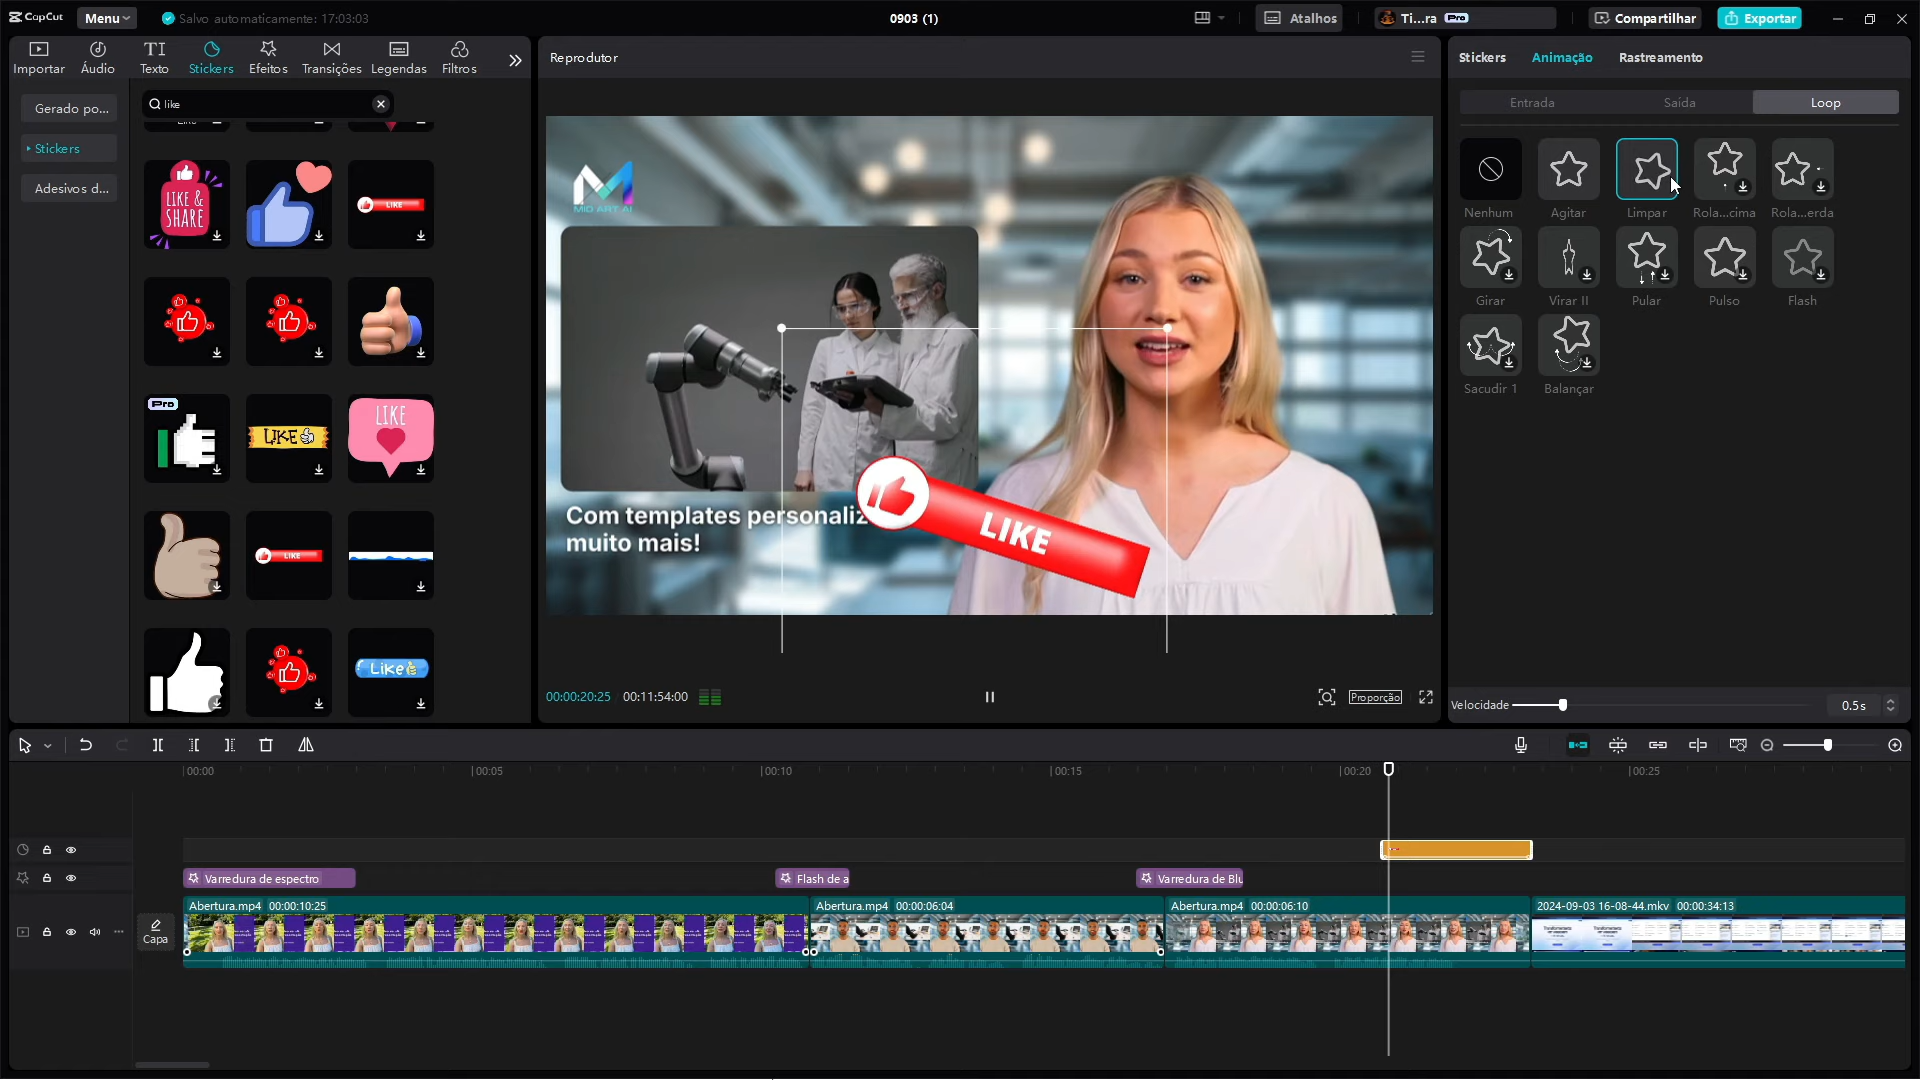 CapCut
Menu
Salvo automaticamente: 17:03:03
0903 (1)
Atalhos
Ti...ra
Pro
Compartilhar
Exportar
Importar
Áudio
TI
Texto
Stickers
Efeitos
Transições
Legendas
Filtros
Reprodutor
Stickers
Animação
Rastreamento
Gerado po...
Stickers
Adesivos d...
like
Entrada
Saída
Loop
Nenhum
Agitar
Limpar
Rola...cima
Rola...erda
Girar
Virar II
Pular
Pulso
Flash
Sacudir 1
Balançar
LIKE &
SHARE
LIKE
Pro
LIKE
LIKE
LIKE
Like
MID ART AI
Com templates personaliz
muito mais!
LIKE
00:00:20:25
00:11:54:00
Proporção
Velocidade
0.5s
00:00
00:05
00:10
00:15
00:20
00:25
Varredura de espectro
Flash de a
Varredura de Blu
Capa
Abertura.mp4 00:00:10:25
Abertura.mp4 00:00:06:04
Abertura.mp4 00:00:06:10
2024-09-03 16-08-44.mkv 00:00:34:13